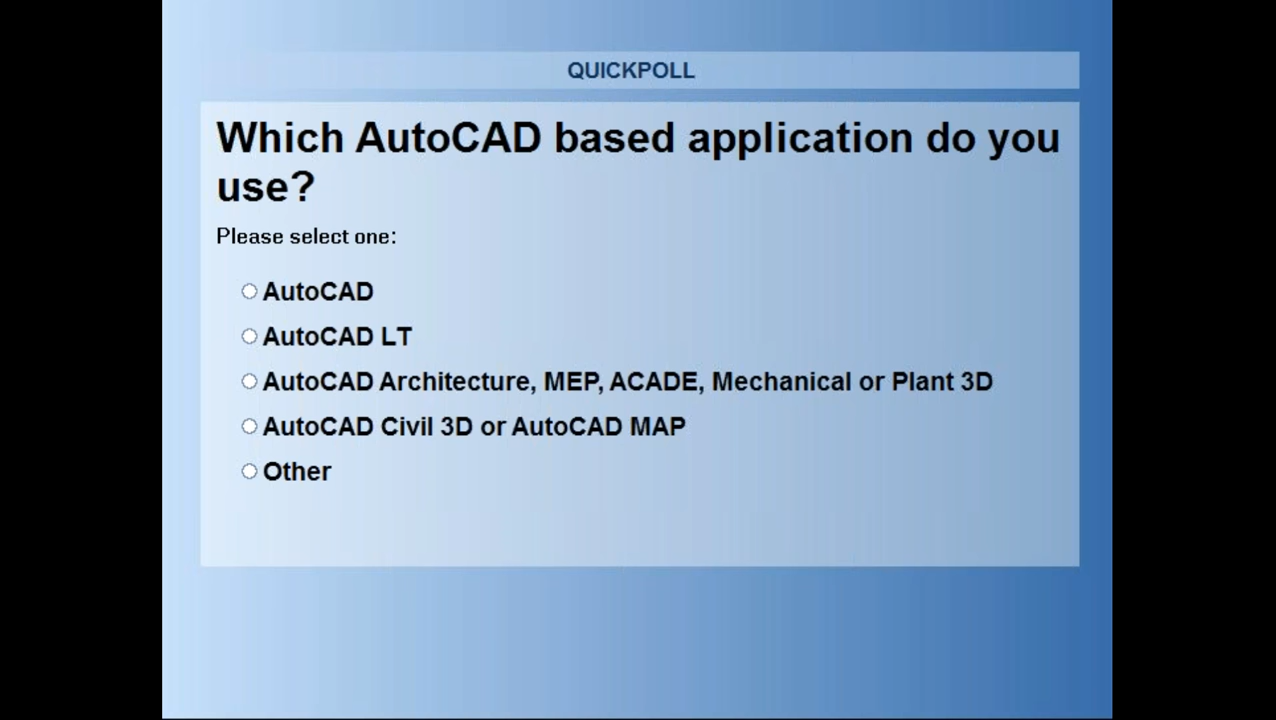 QUICKPOLL
Which AutoCAD based application do you
use?
Please select one:
AutoCAD
AutoCAD LT
AutoCAD Architecture, MEP, ACADE, Mechanical or Plant 3D
AutoCAD Civil 3D or AutoCAD MAP
Other